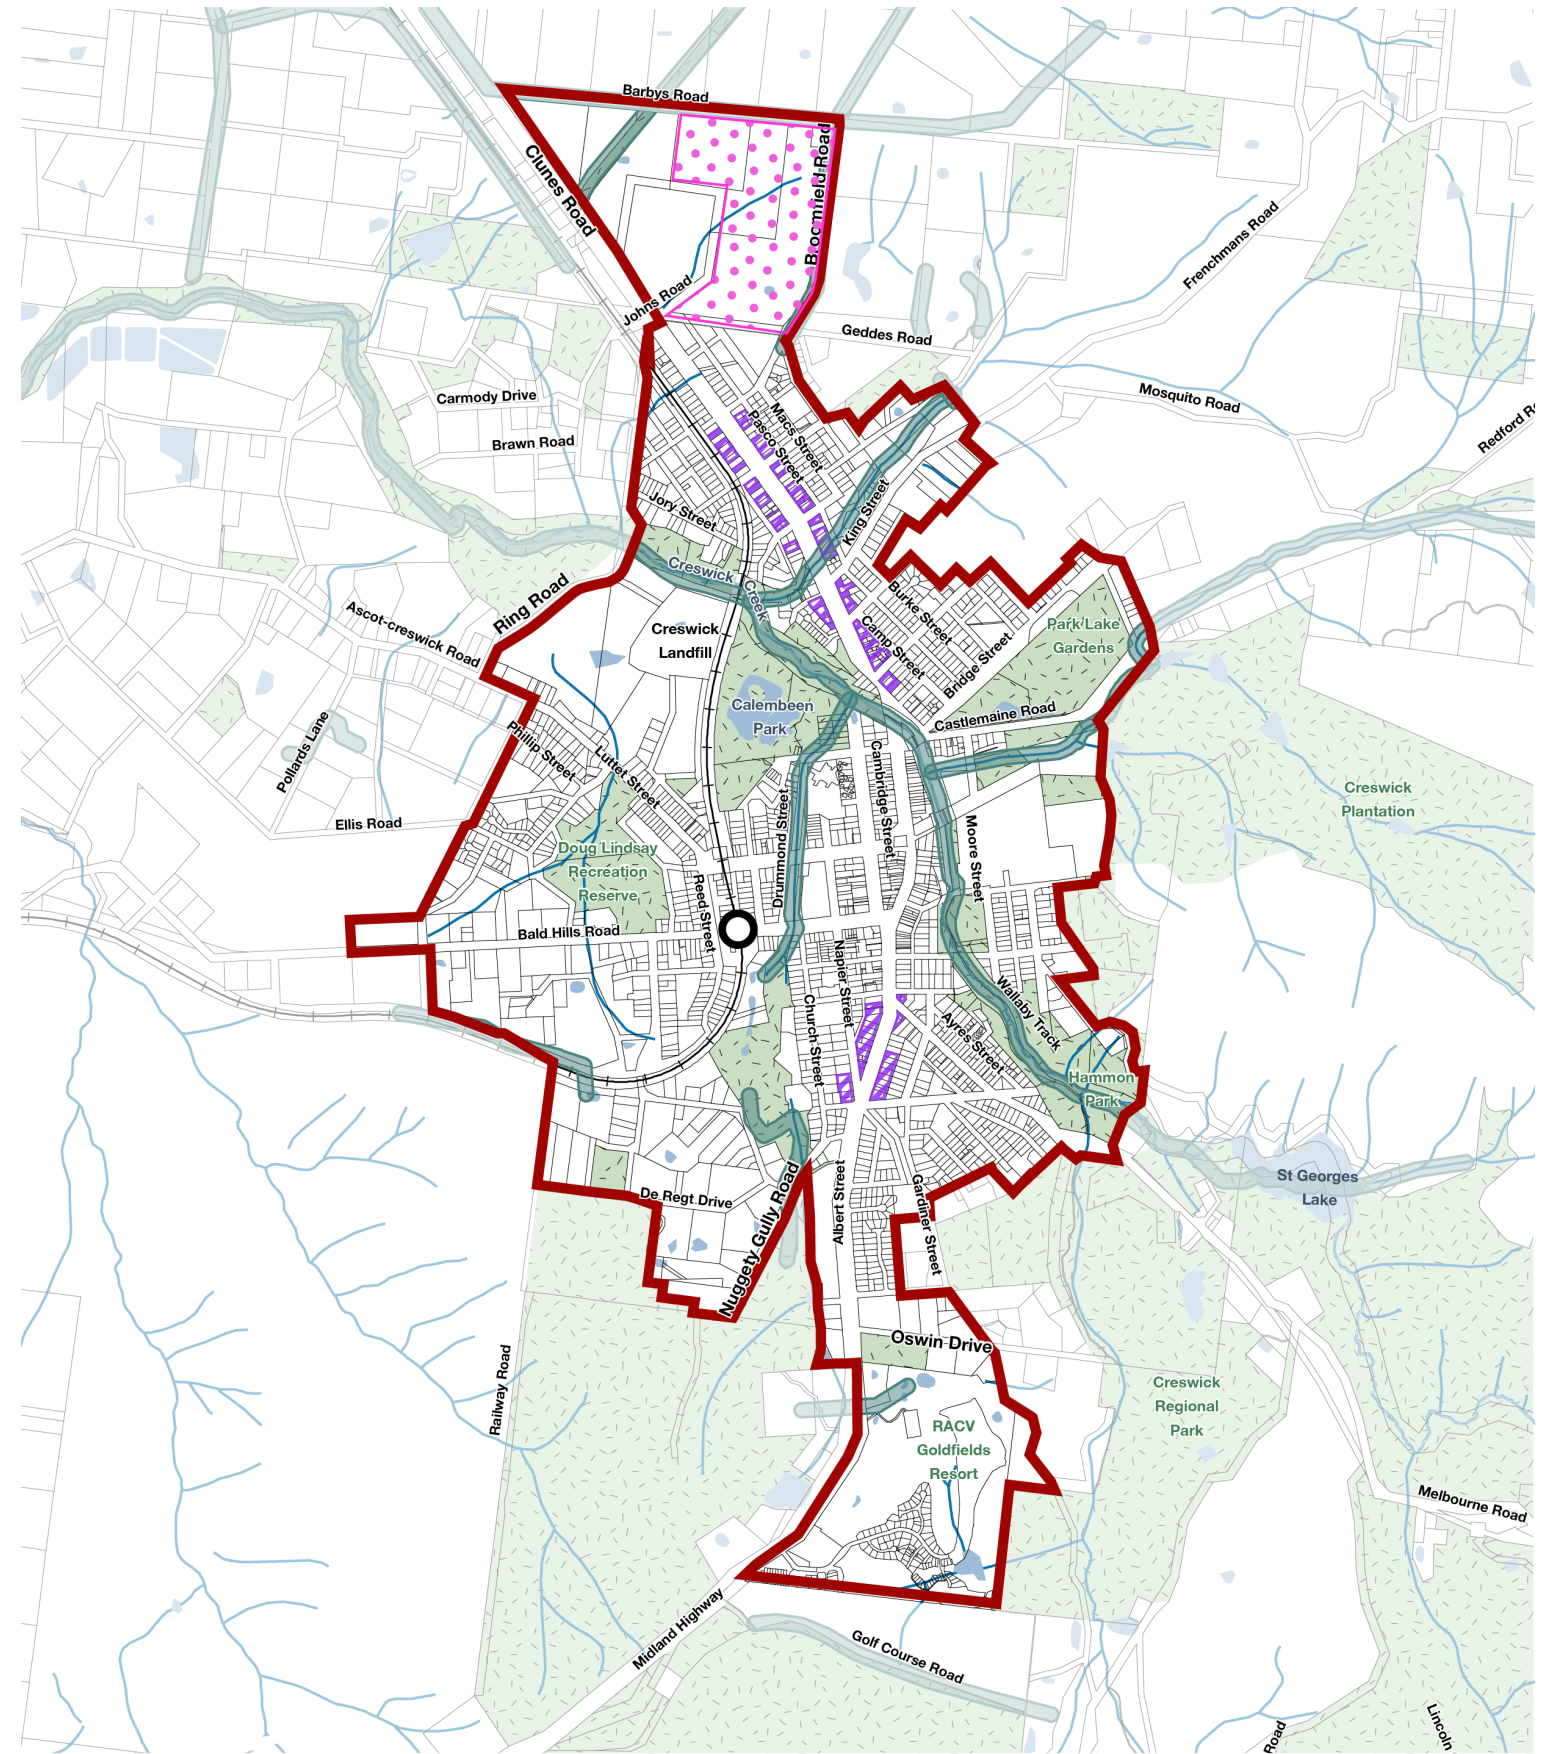 Barbys Road
Clunes Road
Broomfield Road
Johns Road
Frenchmans Road
Geddes Road
Carmody Drive
Mosquito Road
Macs Street
Pasco Street
Brawn Road
Jory Street
King Street
Creswick
Creek
Ring Road
Ascot-creswick Road
Burke Street
Camp Street
Bridge Street
Park Lake
Gardens
Creswick
Landfill
Calembeen
Park
Castlemaine Road
Pollards Lane
Phillip Street
Luttet Street
Cambridge Street
Creswick
Plantation
Ellis Road
Drummond Street
Moore Street
Doug Lindsay
Recreation
Reserve
Reed Street
Bald Hills Road
Napier Street
Church Street
Wallaby Track
Ayres Street
Hammon
Park
St Georges
Lake
De Regt Drive
Nuggety Gully Road
Albert Street
Gardiner Street
Oswin Drive
Railway Road
Creswick
Regional
Park
RACV
Goldfields
Resort
Melbourne Road
Midland Highway
Golf Course Road
Road
Lincoln
Redford